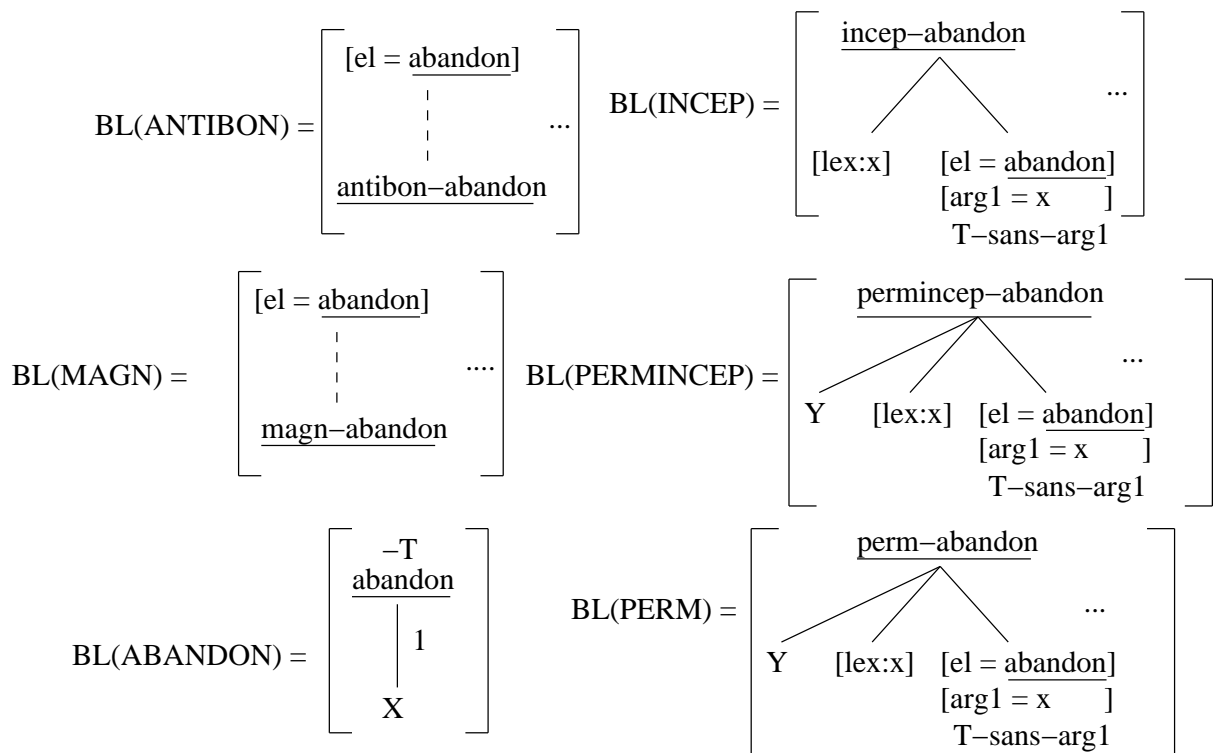 BL(ANTIBON) =
[el = abandon]
...
antibon–abandon
BL(INCEP) =
incep–abandon
...
[lex:x] [el = abandon]
[arg1 = x ]
T–sans–arg1
BL(MAGN) =
[el = abandon]
....
magn–abandon
BL(PERMINCEP) =
permincep–abandon
...
Y [lex:x] [el = abandon]
[arg1 = x ]
T–sans–arg1
BL(ABANDON) =
–T
abandon
1
X
BL(PERM) =
perm–abandon
...
Y [lex:x] [el = abandon]
[arg1 = x ]
T–sans–arg1